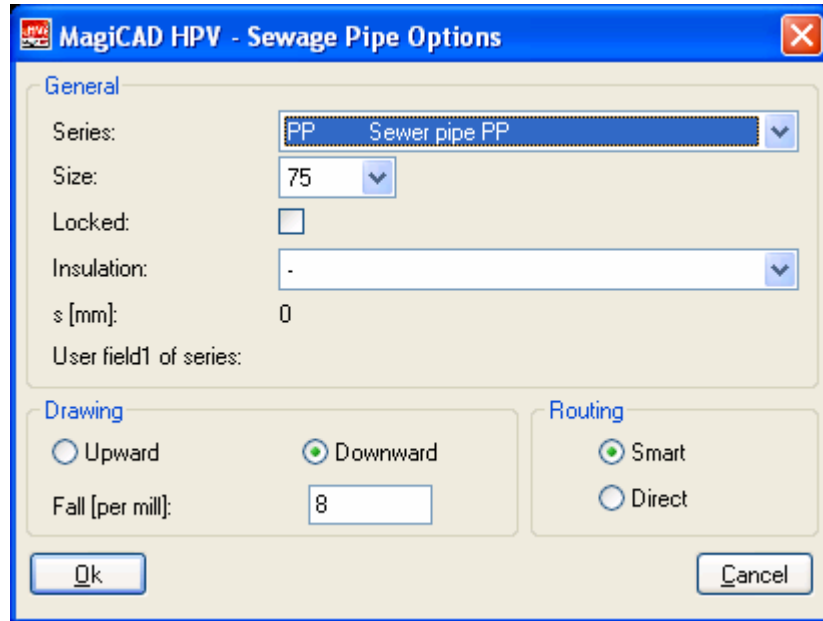 MagiCAD HPV - Sewage Pipe Options
General
Series: PP Sewer pipe PP
Size: 75
Locked:
Insulation: -
s [mm]: 0
User field1 of series:
Drawing
Upward Downward
Fall [per mill]: 8
Routing
Smart
Direct
Ok Cancel